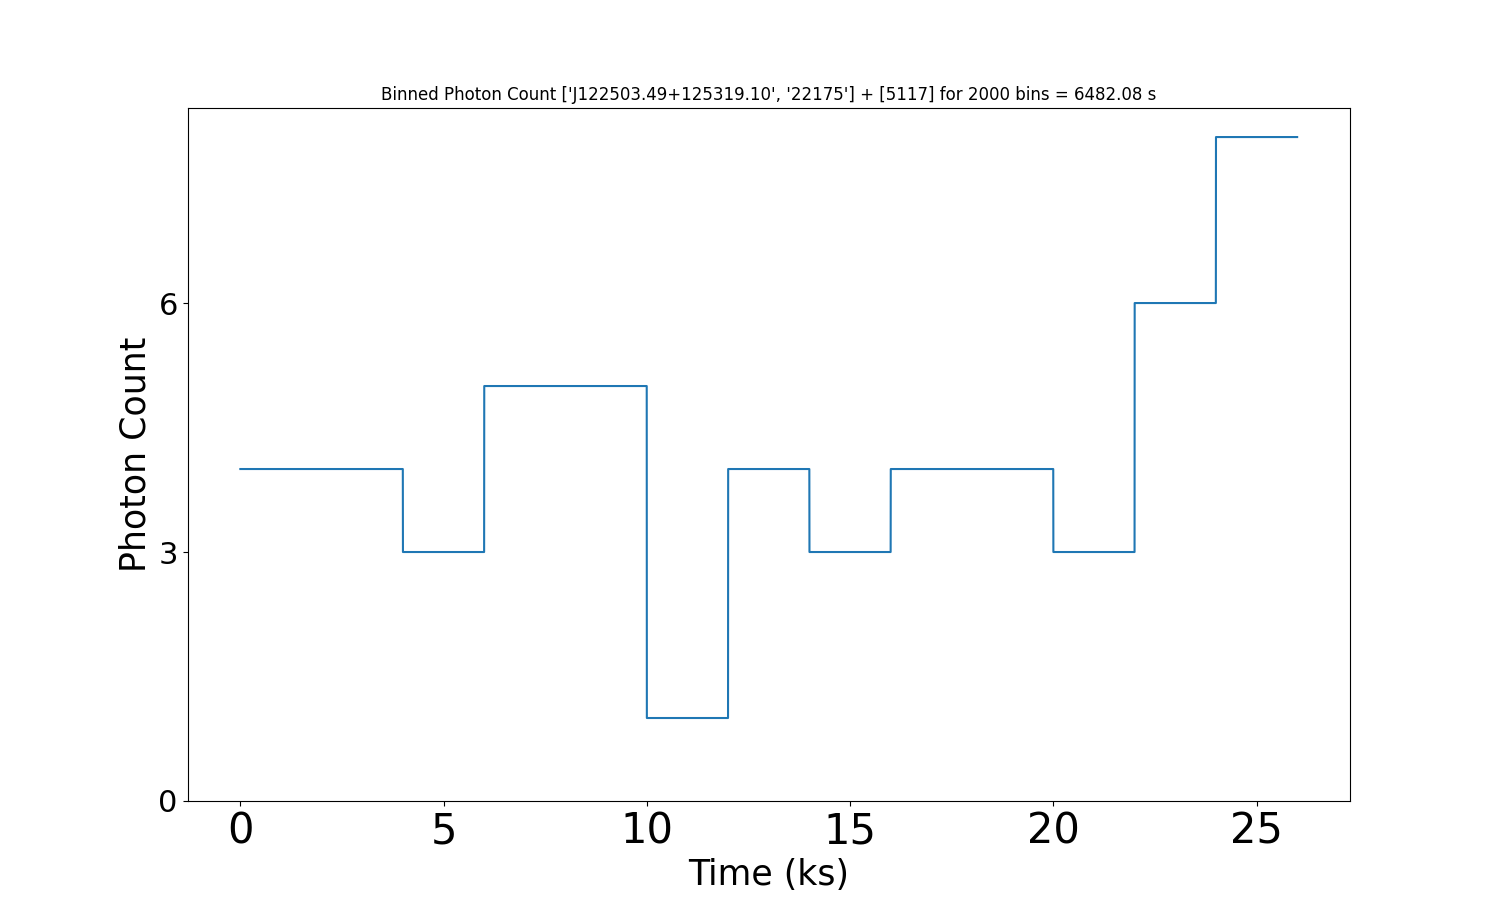 Binned Photon Count ['J122503.49+125319.10', '22175'] + [5117] for 2000 bins = 6482.08 s
6
3
0
Photon Count
0 5 10 15 20 25
Time (ks)